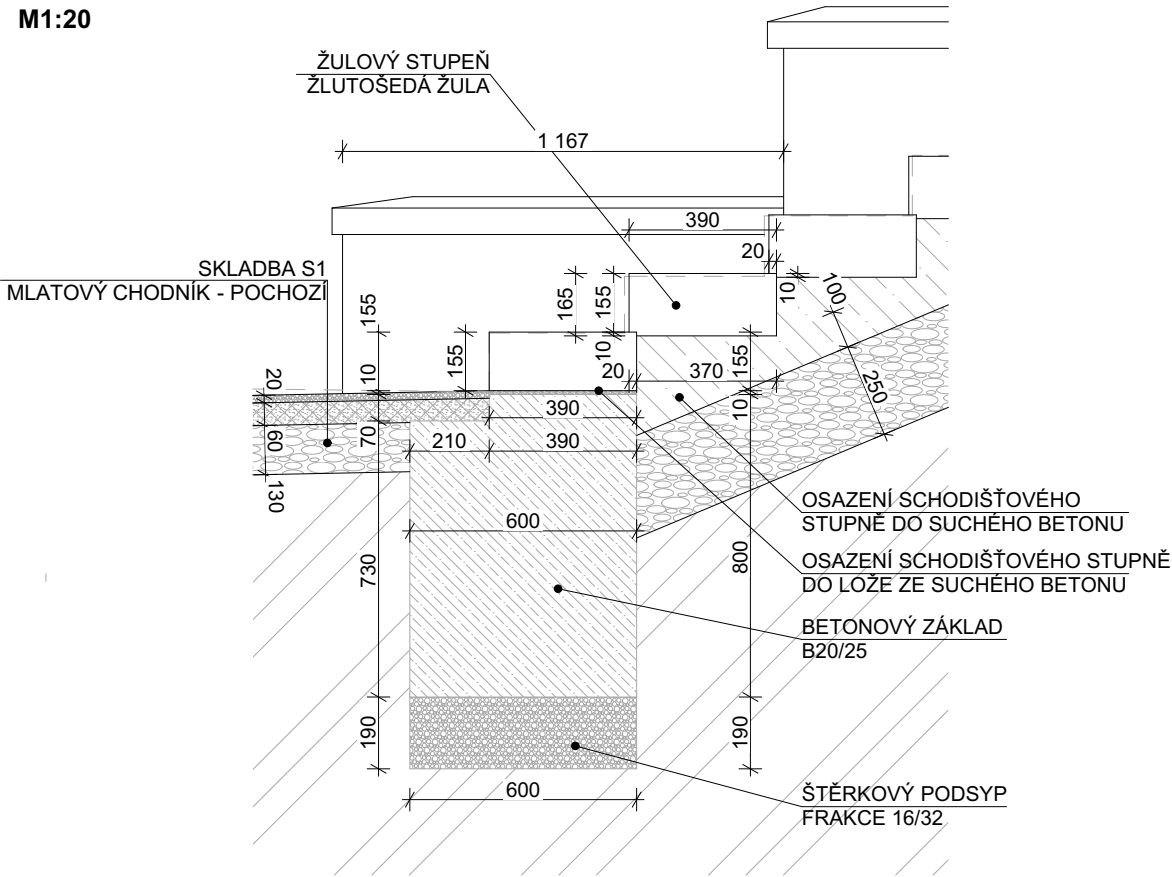 M1:20
ŽULOVÝ STUPEŇ
ŽLUTOŠEDÁ ŽULA
1 167
390
20
SKLADBA S1
MLATOVÝ CHODNÍK - POCHOZÍ
155
165
155
10
100
155
10
155
10
20
370
250
20
10
390
60
70
210
390
130
OSAZENÍ SCHODIŠŤOVÉHO
STUPNĚ DO SUCHÉHO BETONU
600
OSAZENÍ SCHODIŠŤOVÉHO STUPNĚ
DO LOŽE ZE SUCHÉHO BETONU
730
800
BETONOVÝ ZÁKLAD
B20/25
190
190
600
ŠTĚRKOVÝ PODSYP
FRAKCE 16/32